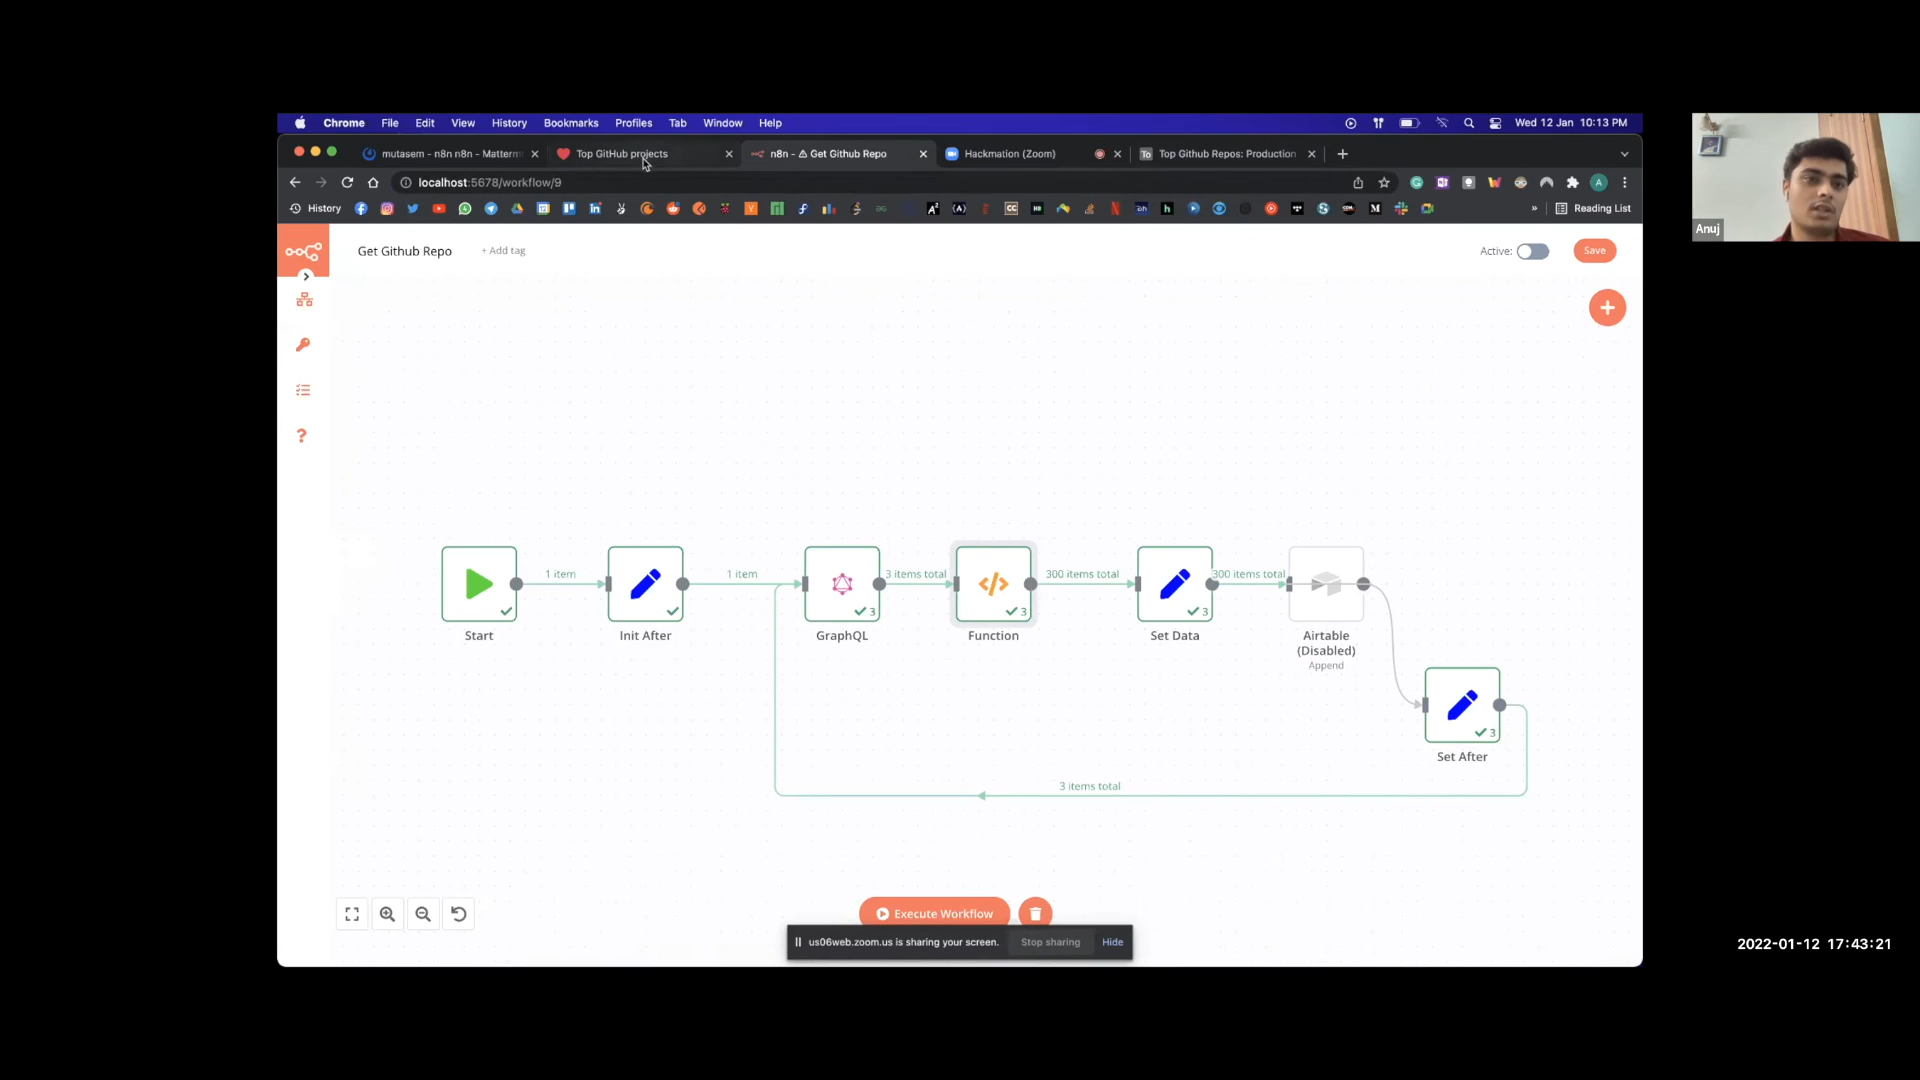 Chrome File Edit View History Bookmarks Profiles Tab Window Help
Wed 12 Jan 10:13 PM
mutasem - n8n n8n - Matterm
Top GitHub projects
n8n - ⚠ Get Github Repo
Hackmation (Zoom)
Top Github Repos: Production
localhost:5678/workflow/9
History
Reading List
Anuj
Get Github Repo
+ Add tag
Active:
Save
1 item
1 item
3 items total
300 items total
300 items total
3
3
3
Start
Init After
GraphQL
Function
Set Data
Airtable
(Disabled)
Append
3
Set After
3 items total
Execute Workflow
us06web.zoom.us is sharing your screen.
Stop sharing
Hide
2022-01-12 17:43:21